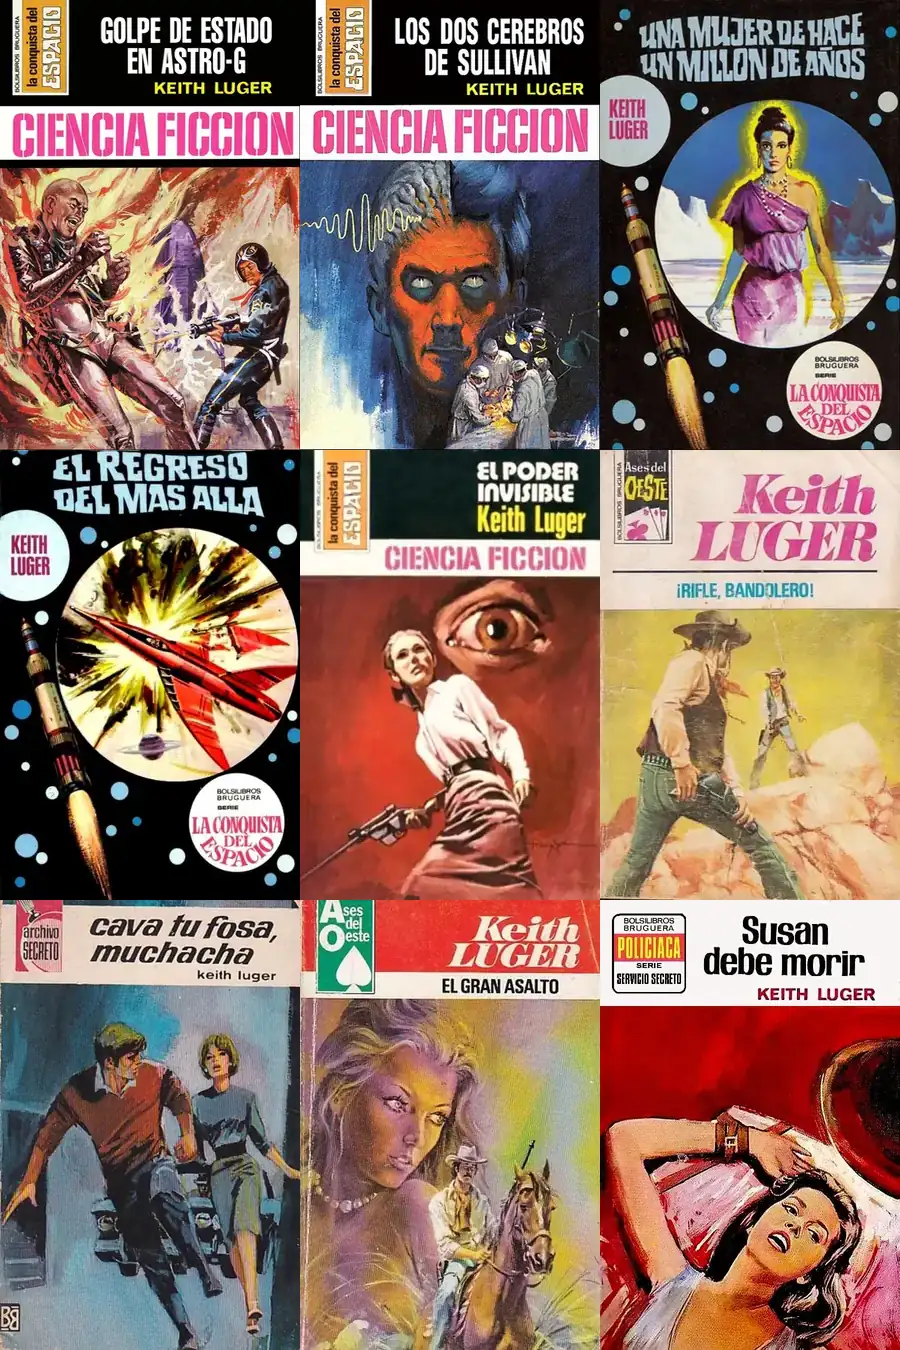 BOLSILIBROS BRUGUERA
la conquista del
ESPACIO
GOLPE DE ESTADO
EN ASTRO-G
KEITH LUGER
CIENCIA FICCION
BOLSILIBROS BRUGUERA
la conquista del
ESPACIO
LOS DOS CEREBROS
DE SULLIVAN
KEITH LUGER
CIENCIA FICCION
UNA MUJER DE HACE
UN MILLON DE AÑOS
KEITH
LUGER
BOLSILIBROS
BRUGUERA
SERIE
LA CONQUISTA
DEL
ESPACIO
EL REGRESO
DEL MAS ALLA
KEITH
LUGER
BOLSILIBROS
BRUGUERA
SERIE
LA CONQUISTA
DEL
ESPACIO
BOLSILIBROS BRUGUERA
la conquista del
ESPACIO
EL PODER
INVISIBLE
Keith Luger
CIENCIA FICCION
BOLSILIBROS BRUGUERA
Ases del
OESTE
Keith
LUGER
¡RIFLE, BANDOLERO!
archivo
SECRETO
cava tu fosa,
muchacha
keith luger
BB
Ases
del
Oeste
AO
Keith
LUGER
EL GRAN ASALTO
BOLSILIBROS
BRUGUERA
POLICIACA
SERIE
SERVICIO SECRETO
Susan
debe morir
KEITH LUGER